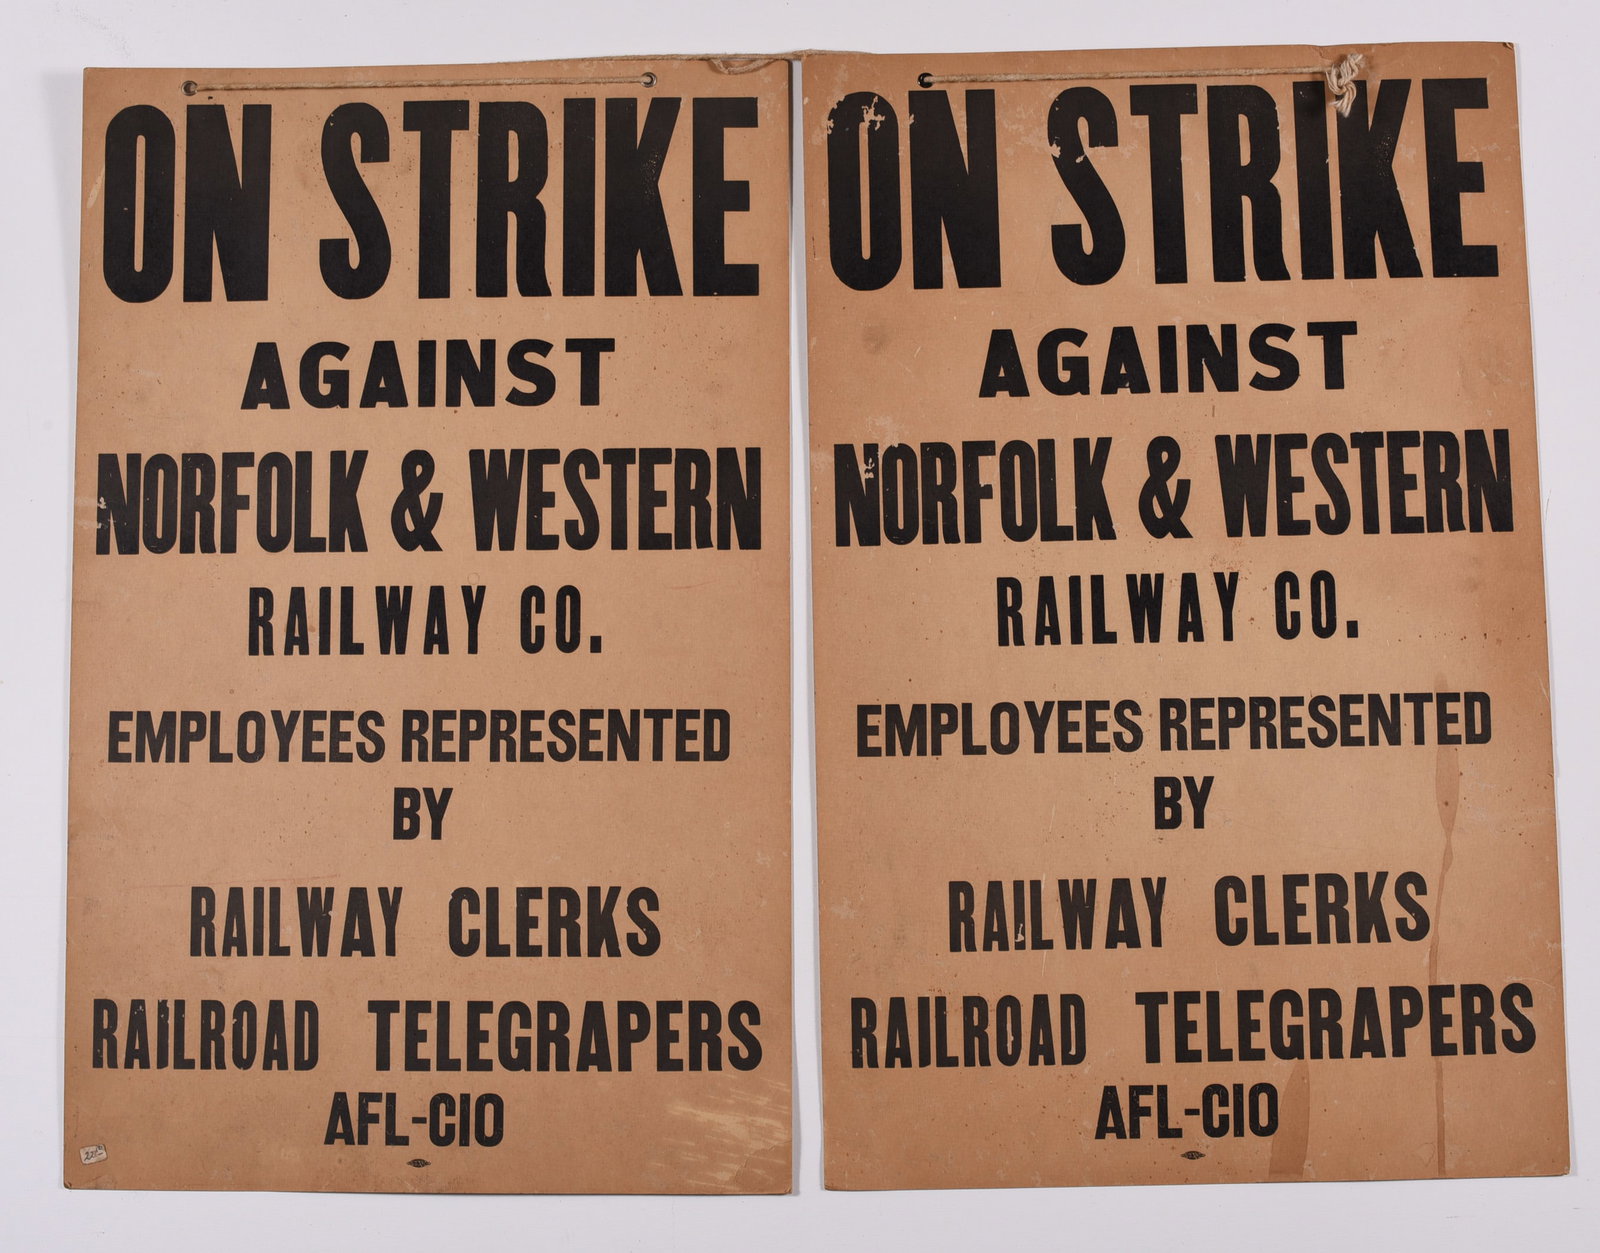 ON STRIKE
AGAINST
NORFOLK & WESTERN
RAILWAY CO.
EMPLOYEES REPRESENTED
BY
RAILWAY CLERKS
RAILROAD TELEGRAPERS
AFL-CIO
ON STRIKE
AGAINST
NORFOLK & WESTERN
RAILWAY CO.
EMPLOYEES REPRESENTED
BY
RAILWAY CLERKS
RAILROAD TELEGRAPERS
AFL-CIO